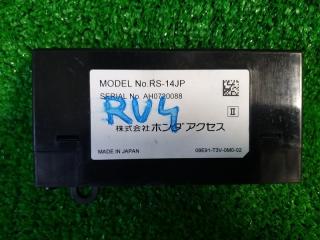 MODEL No.RS-14JP
SERIAL No. AH0720088
RV4
II
株式会社ホンダアクセス
MADE IN JAPAN
08E91-T3V-0M0-02